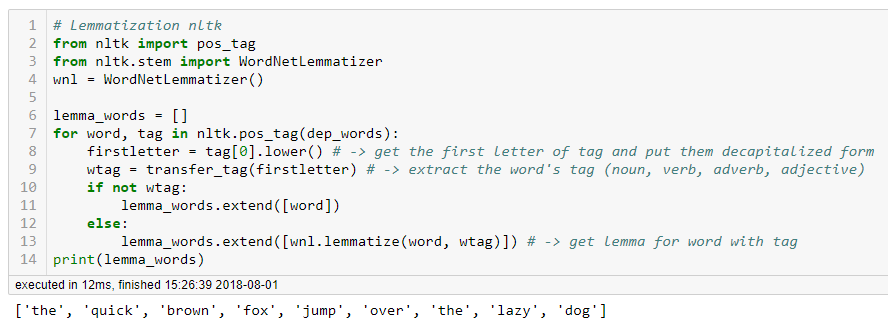 1 # Lemmatization nltk
2 from nltk import pos_tag
3 from nltk.stem import WordNetLemmatizer
4 wnl = WordNetLemmatizer()
5
6 lemma_words = []
7 for word, tag in nltk.pos_tag(dep_words):
8     firstletter = tag[0].lower() # -> get the first letter of tag and put them decapitalized form
9     wtag = transfer_tag(firstletter) # -> extract the word's tag (noun, verb, adverb, adjective)
10     if not wtag:
11         lemma_words.extend([word])
12     else:
13         lemma_words.extend([wnl.lemmatize(word, wtag)]) # -> get lemma for word with tag
14 print(lemma_words)
executed in 12ms, finished 15:26:39 2018-08-01
['the', 'quick', 'brown', 'fox', 'jump', 'over', 'the', 'lazy', 'dog']